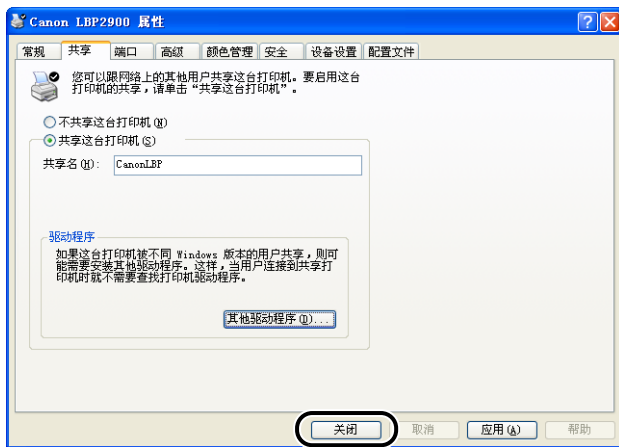 Canon LBP2900 属性
常规 共享 端口 高级 颜色管理 安全 设备设置 配置文件
您可以跟网络上的其他用户共享这台打印机。要启用这台
打印机的共享，请单击“共享这台打印机”。
不共享这台打印机(N)
共享这台打印机(S)
共享名(H): CanonLBP
驱动程序
如果这台打印机被不同 Windows 版本的用户共享，则可
能需要安装其他驱动程序。这样，当用户连接到共享打
印机时就不需要查找打印机驱动程序。
其他驱动程序(D)...
关闭 取消 应用(A) 帮助